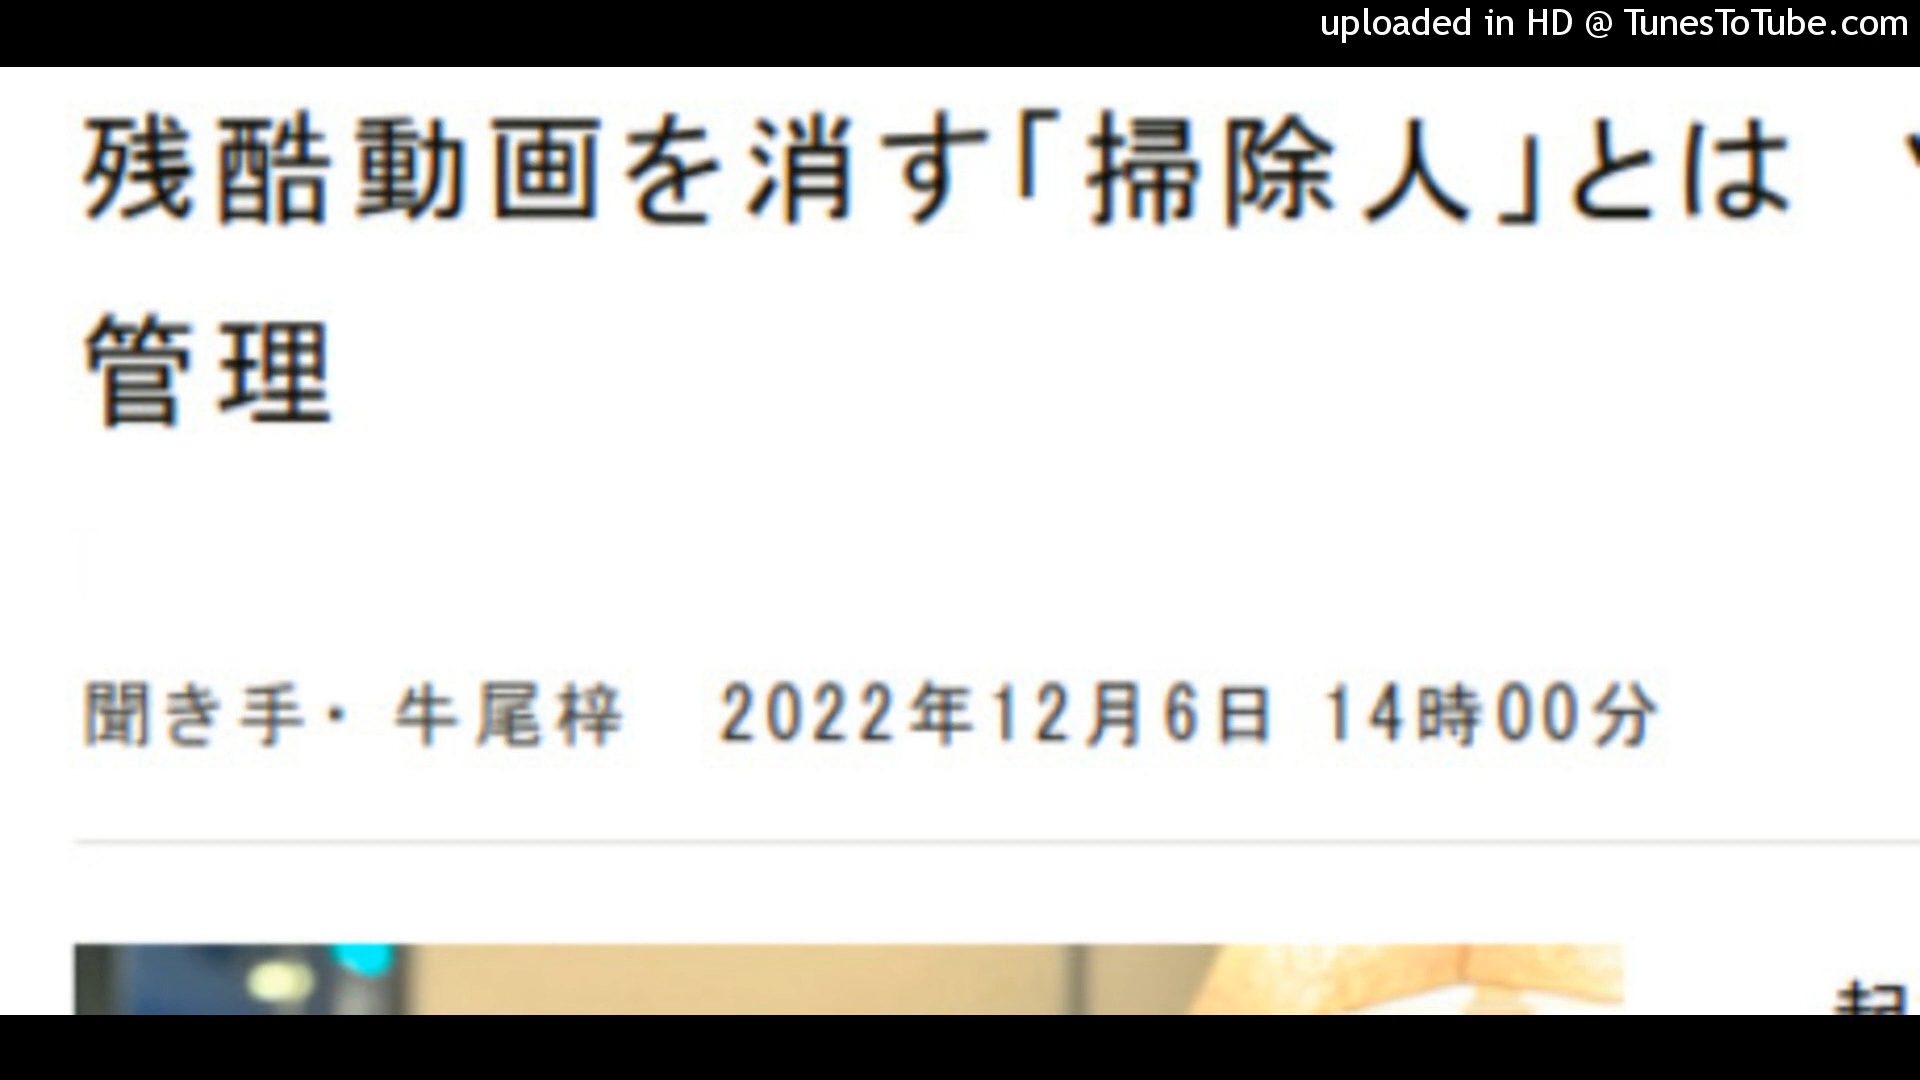 uploaded in HD @ TunesToTube.com
残酷動画を消す「掃除人」とは
管理
聞き手・牛尾梓　2022年12月6日 14時00分